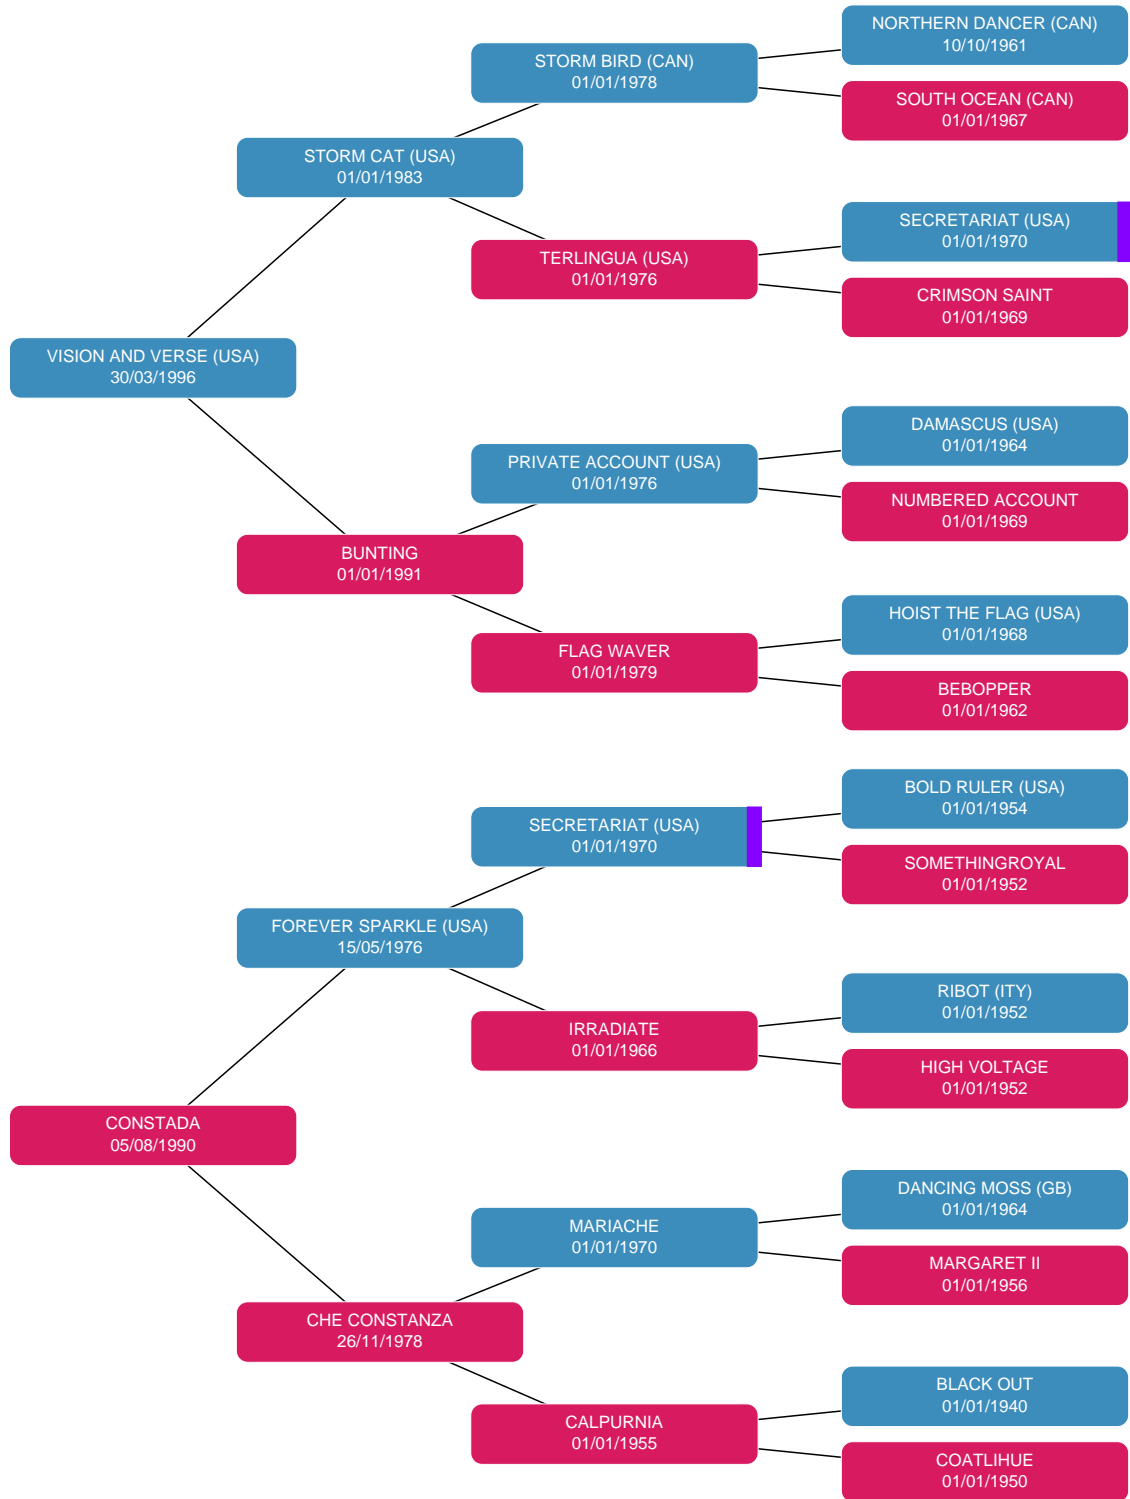 NORTHERN DANCER (CAN)
10/10/1961
STORM BIRD (CAN)
01/01/1978
SOUTH OCEAN (CAN)
01/01/1967
STORM CAT (USA)
01/01/1983
SECRETARIAT (USA)
01/01/1970
TERLINGUA (USA)
01/01/1976
CRIMSON SAINT
01/01/1969
VISION AND VERSE (USA)
30/03/1996
DAMASCUS (USA)
01/01/1964
PRIVATE ACCOUNT (USA)
01/01/1976
NUMBERED ACCOUNT
01/01/1969
BUNTING
01/01/1991
HOIST THE FLAG (USA)
01/01/1968
FLAG WAVER
01/01/1979
BEBOPPER
01/01/1962
BOLD RULER (USA)
01/01/1954
SECRETARIAT (USA)
01/01/1970
SOMETHINGROYAL
01/01/1952
FOREVER SPARKLE (USA)
15/05/1976
RIBOT (ITY)
01/01/1952
IRRADIATE
01/01/1966
HIGH VOLTAGE
01/01/1952
CONSTADA
05/08/1990
DANCING MOSS (GB)
01/01/1964
MARIACHE
01/01/1970
MARGARET II
01/01/1956
CHE CONSTANZA
26/11/1978
BLACK OUT
01/01/1940
CALPURNIA
01/01/1955
COATLIHUE
01/01/1950